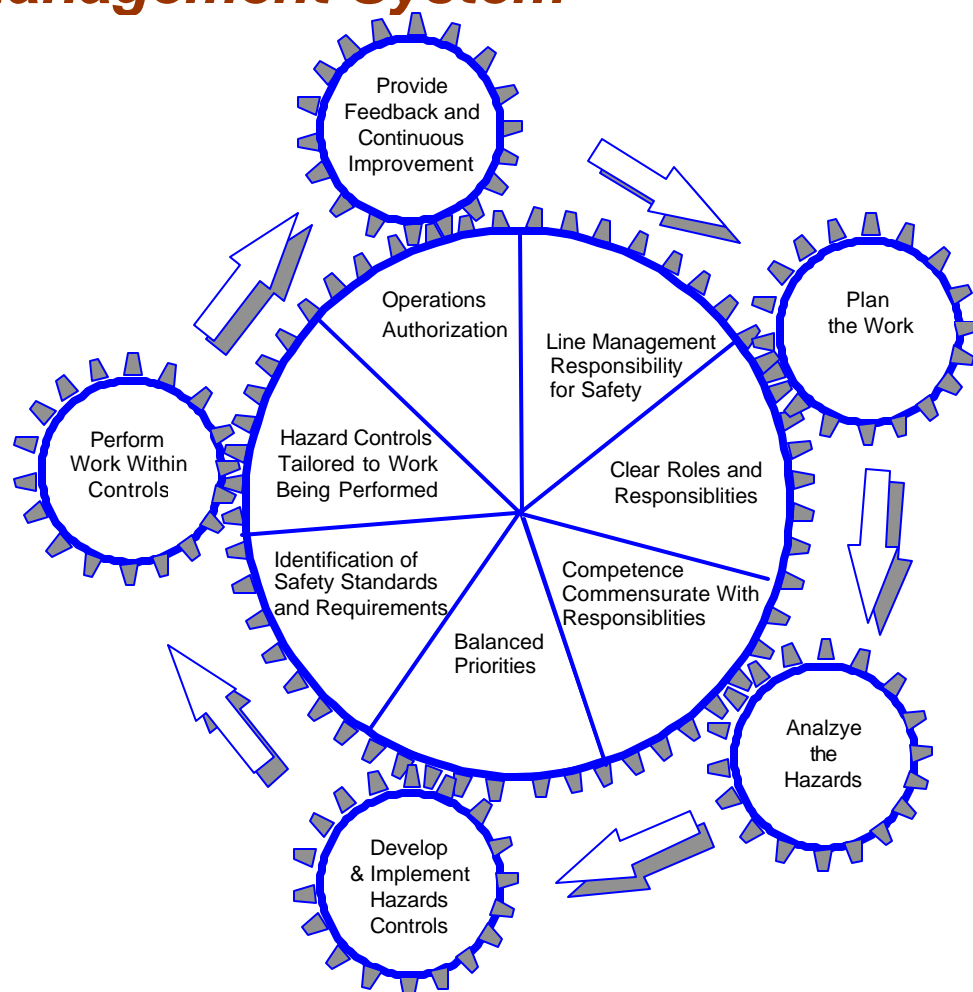 anagement System
Provide
Feedback and
Continuous
Improvement
Plan
the Work
Analzye
the
Hazards
Develop
& Implement
Hazards
Controls
Perform
Work Within
Controls
Operations
Authorization
Line Management
Responsibility
for Safety
Clear Roles and
Responsiblities
Competence
Commensurate With
Responsiblities
Balanced
Priorities
Identification of
Safety Standards
and Requirements
Hazard Controls
Tailored to Work
Being Performed